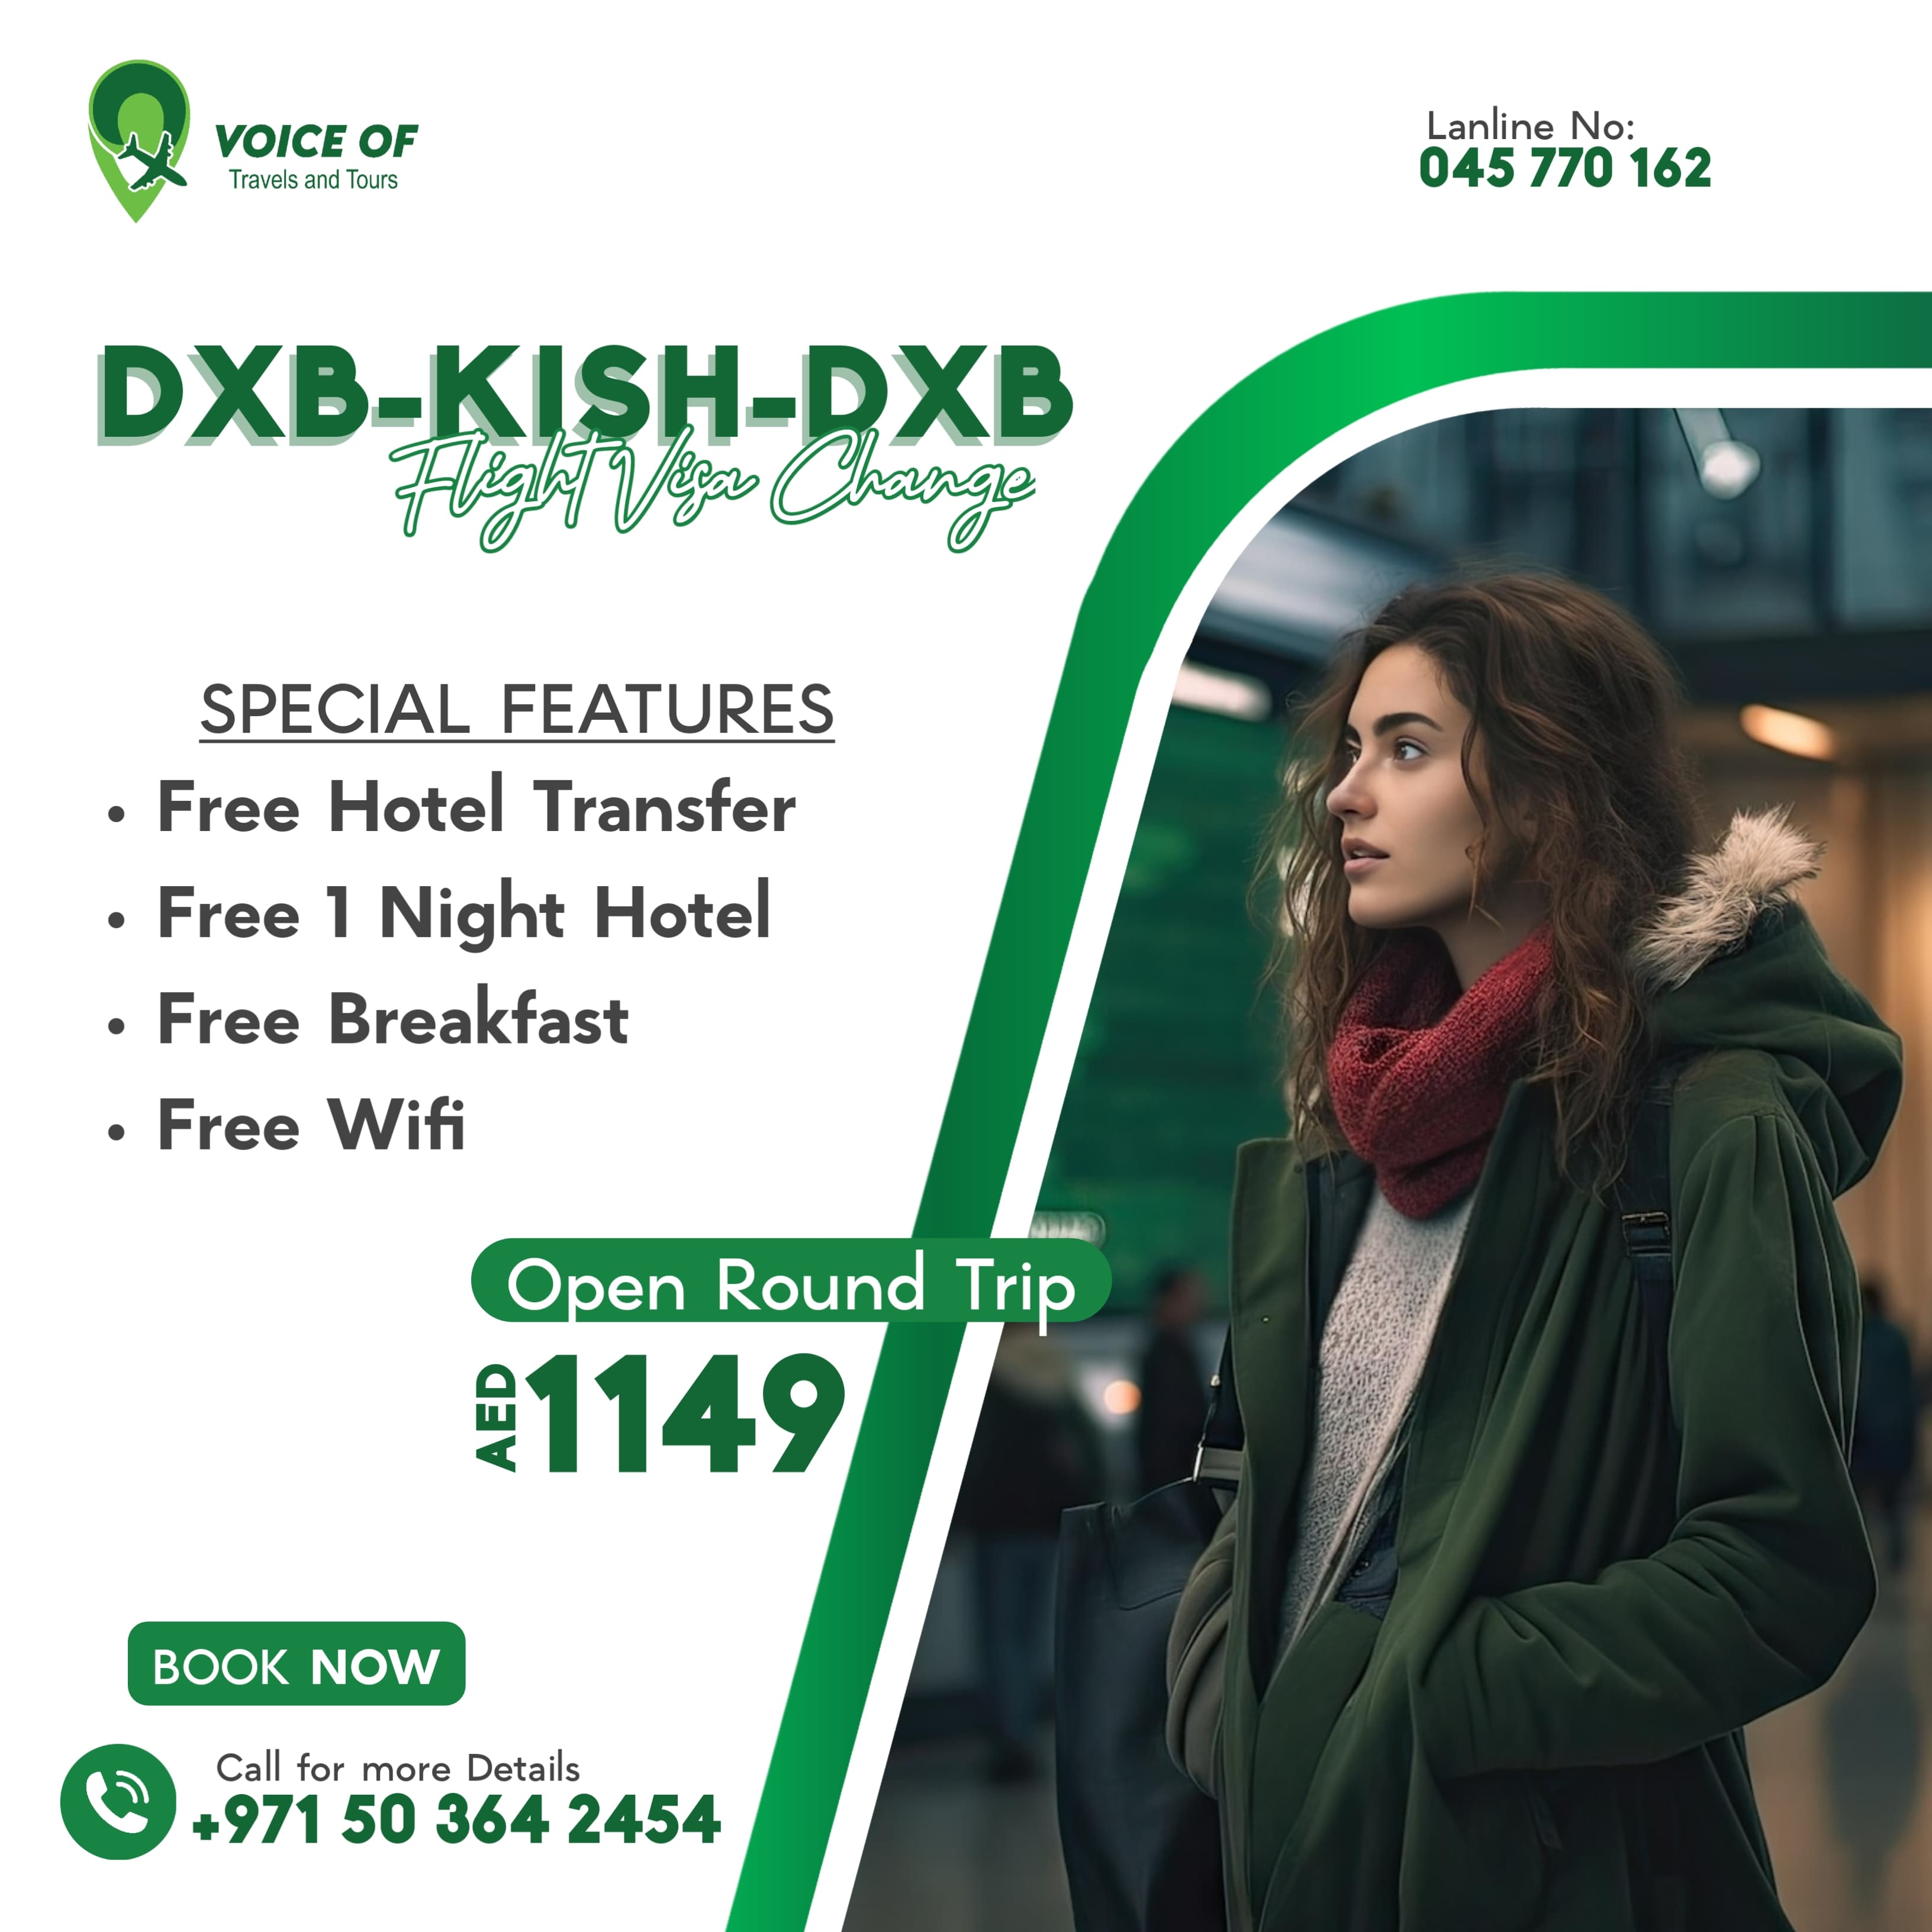 VOICE OF
Travels and Tours
Lanline No:
045 770 162
DXB-KISH-DXB
Flight Visa Change
SPECIAL FEATURES
• Free Hotel Transfer
• Free 1 Night Hotel
• Free Breakfast
• Free Wifi
Open Round Trip
AED 1149
BOOK NOW
Call for more Details
+971 50 364 2454